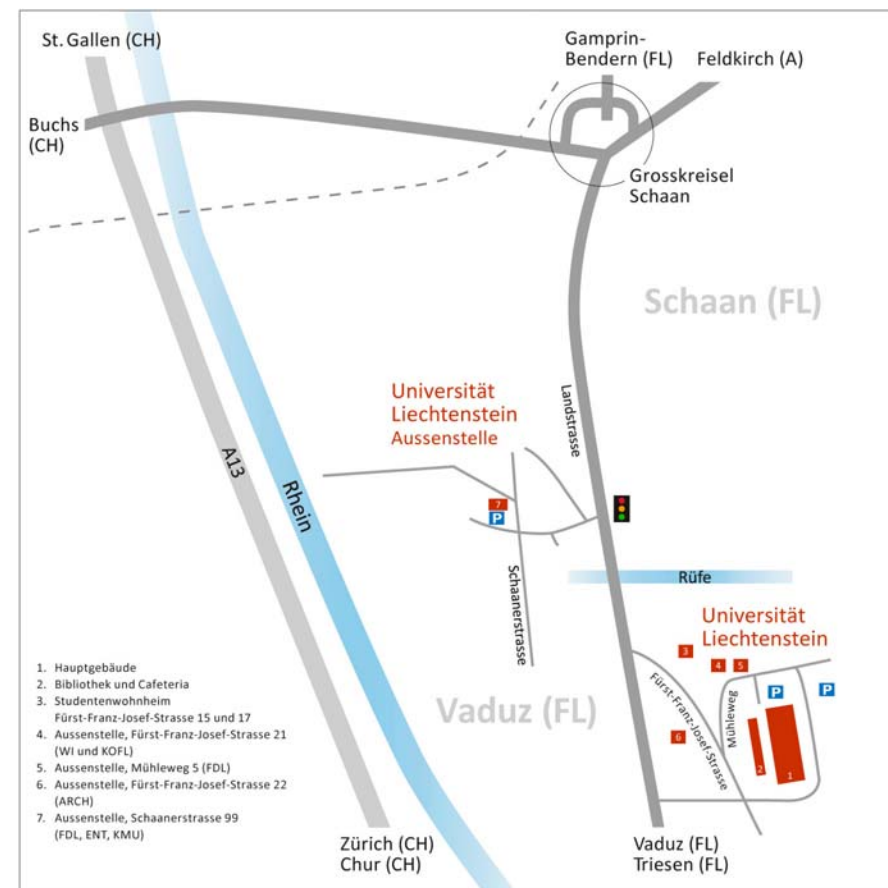 St. Gallen (CH)
Gamprin-
Bendern (FL)
Feldkirch (A)
Buchs
(CH)
Grosskreisel
Schaan
Schaan (FL)
Universität
Liechtenstein
Aussenstelle
Landstrasse
A13
Rhein
7
P
Schaanerstrasse
Rüfe
Universität
Liechtenstein
3
4
5
P
P
Fürst-Franz-Josef-Strasse
Mühleweg
Vaduz (FL)
6
2
1
1. Hauptgebäude
2. Bibliothek und Cafeteria
3. Studentenwohnheim
Fürst-Franz-Josef-Strasse 15 und 17
4. Aussenstelle, Fürst-Franz-Josef-Strasse 21
(WI und KOFL)
5. Aussenstelle, Mühleweg 5 (FDL)
6. Aussenstelle, Fürst-Franz-Josef-Strasse 22
(ARCH)
7. Aussenstelle, Schaanerstrasse 99
(FDL, ENT, KMU)
Zürich (CH)
Chur (CH)
Vaduz (FL)
Triesen (FL)